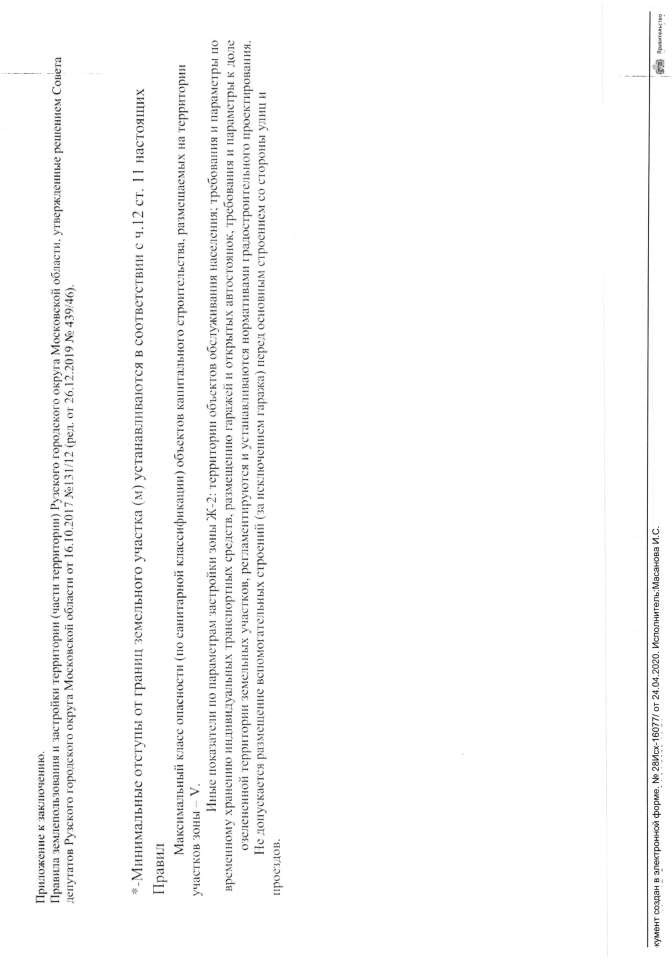 Приложение к заключению.
Правила землепользования и застройки территории (части территории) Рузского городского округа Московской области, утвержденные решением Совета
депутатов Рузского городского округа Московской области от 16.10.2017 №131/12 (ред. от 26.12.2019 № 439/46).
*-Минимальные отступы от границ земельного участка (м) устанавливаются в соответствии с ч.12 ст. 11 настоящих
Правил
Максимальный класс опасности (по санитарной классификации) объектов капитального строительства, размещаемых на территории
участков зоны – V.
Иные показатели по параметрам застройки зоны Ж-2: территории объектов обслуживания населения; требования и параметры по
временному хранению индивидуальных транспортных средств, размещению гаражей и открытых автостоянок, требования и параметры к доле
озелененной территории земельных участков, регламентируются и устанавливаются нормативами градостроительного проектирования.
Не допускается размещение вспомогательных строений (за исключением гаража) перед основным строением со стороны улиц и
проездов.
кумент создан в электронной форме. № 28Исх-16077/ от 24.04.2020. Исполнитель:Масанова И.С.
Правительство